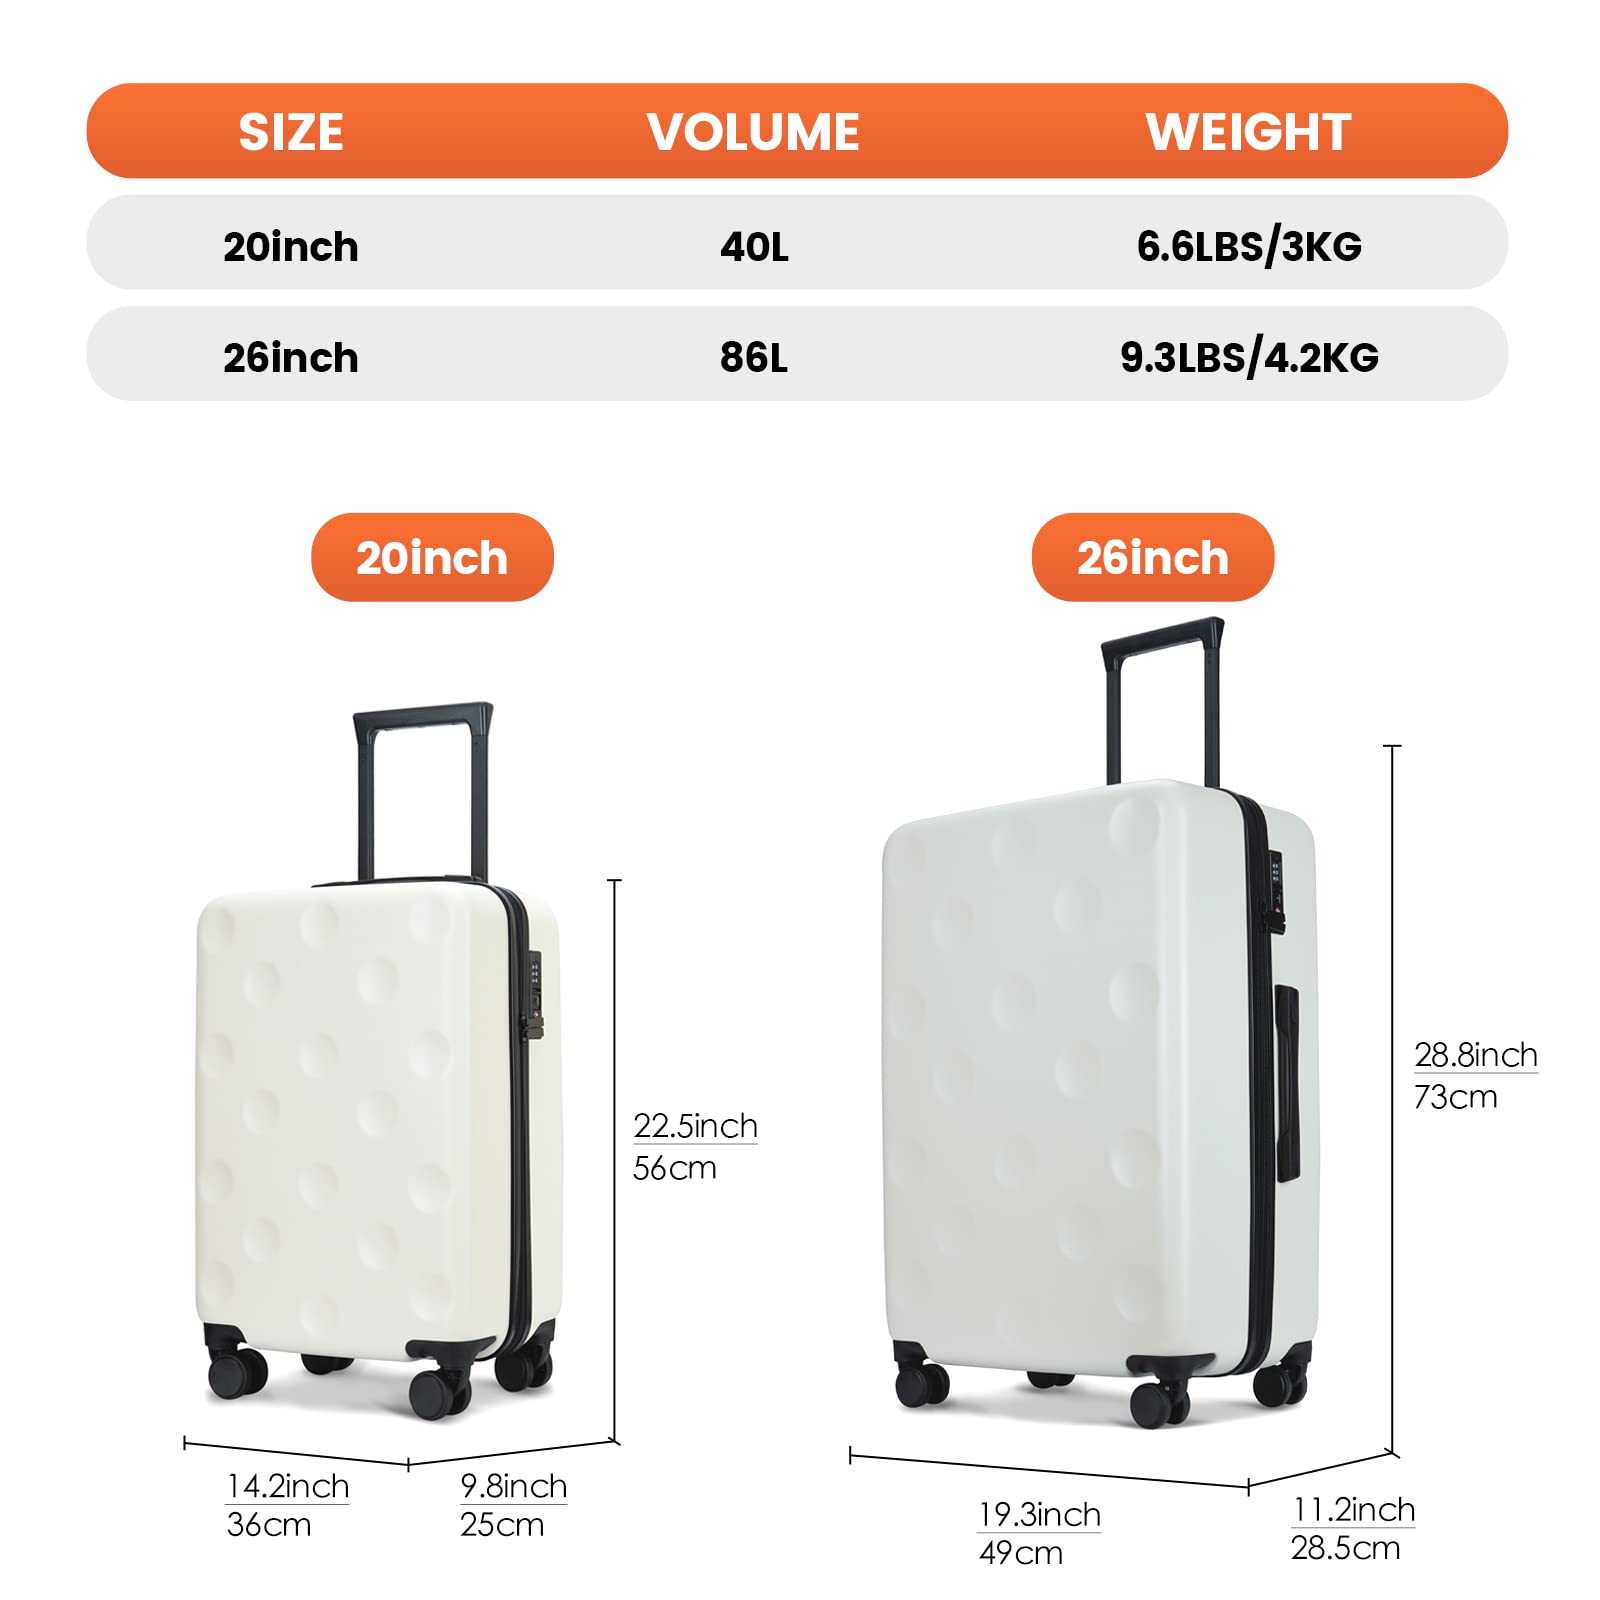 SIZE VOLUME WEIGHT
20inch 40L 6.6LBS/3KG
26inch 86L 9.3LBS/4.2KG
20inch 26inch
22.5inch
56cm
14.2inch
36cm
9.8inch
25cm
28.8inch
73cm
19.3inch
49cm
11.2inch
28.5cm